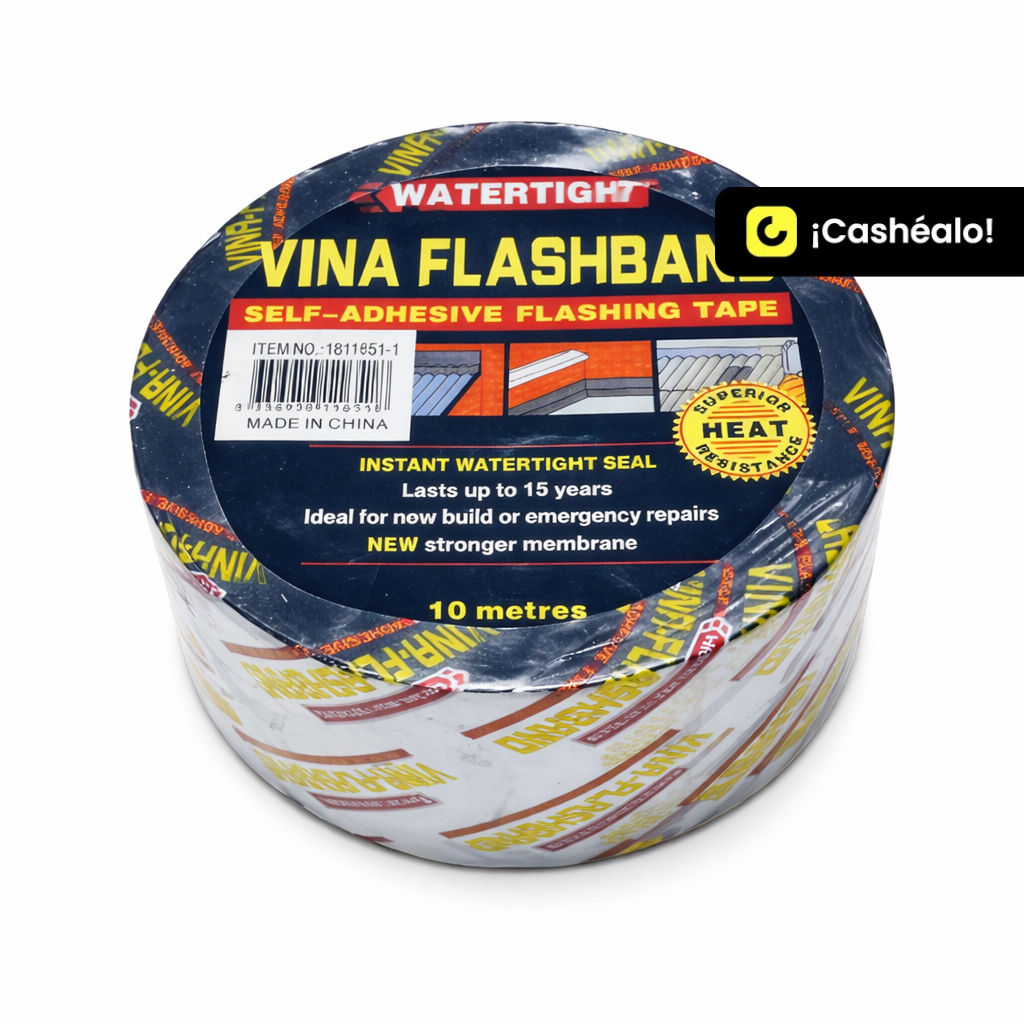 WATERTIGHT
VINA FLASHBAND
¡Cashéalo!
SELF-ADHESIVE FLASHING TAPE
ITEM NO.:1811651-1
MADE IN CHINA
SUPERIOR
HEAT
RESISTANCE
INSTANT WATERTIGHT SEAL
Lasts up to 15 years
Ideal for new build or emergency repairs
NEW stronger membrane
10 metres
VINA-FLASHBAND